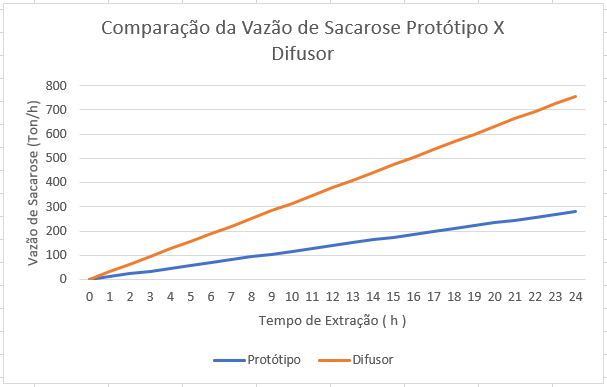 Comparação da Vazão de Sacarose Protótipo X
Difusor
Vazão de Sacarose (Ton/h)
800
700
600
500
400
300
200
100
0
0 1 2 3 4 5 6 7 8 9 10 11 12 13 14 15 16 17 18 19 20 21 22 23 24
Tempo de Extração ( h )
Protótipo Difusor